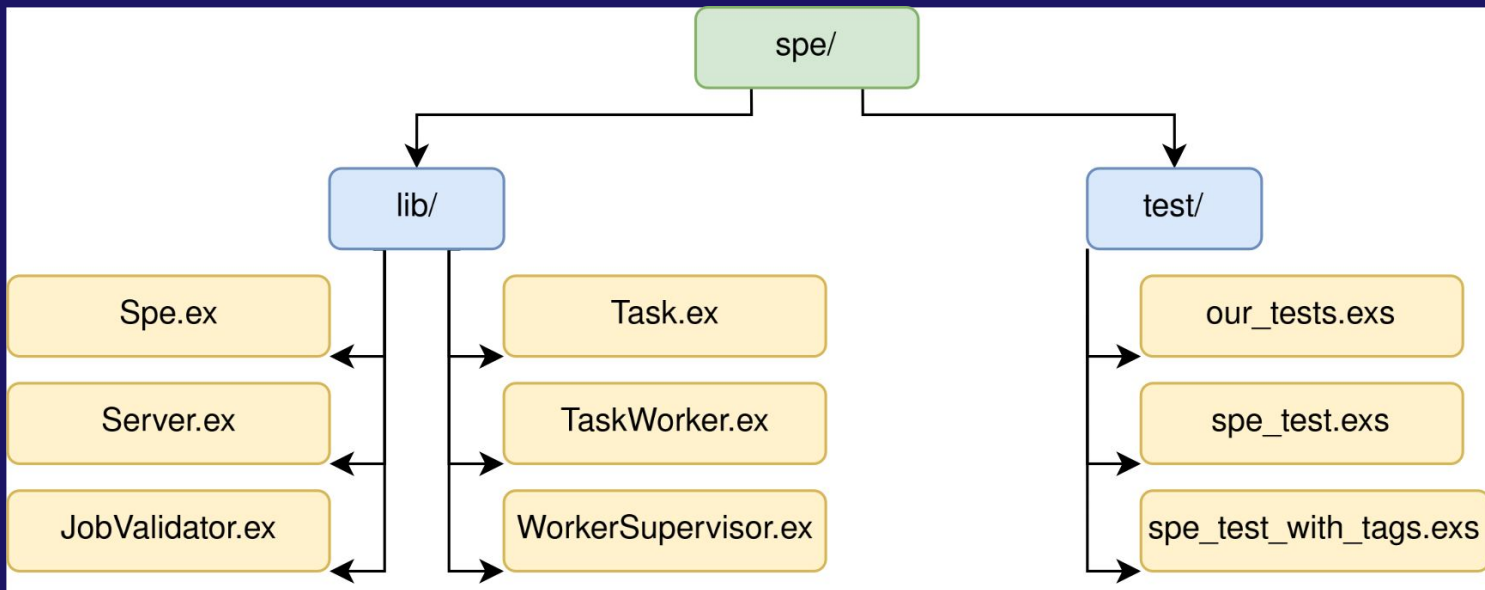 spe/
lib/
test/
Spe.ex
Task.ex
our_tests.exs
Server.ex
TaskWorker.ex
spe_test.exs
JobValidator.ex
WorkerSupervisor.ex
spe_test_with_tags.exs